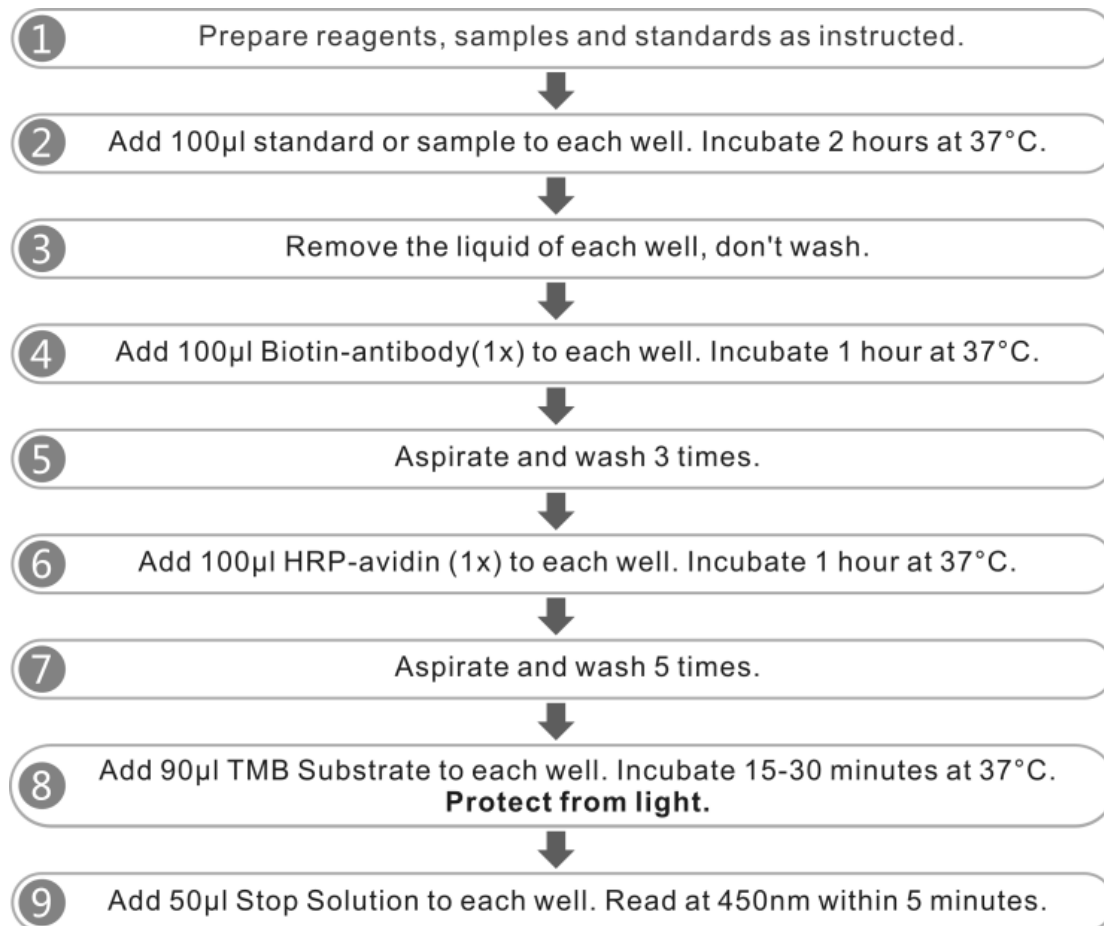 1 Prepare reagents, samples and standards as instructed.
2 Add 100µl standard or sample to each well. Incubate 2 hours at 37°C.
3 Remove the liquid of each well, don't wash.
4 Add 100µl Biotin-antibody(1x) to each well. Incubate 1 hour at 37°C.
5 Aspirate and wash 3 times.
6 Add 100µl HRP-avidin (1x) to each well. Incubate 1 hour at 37°C.
7 Aspirate and wash 5 times.
8 Add 90µl TMB Substrate to each well. Incubate 15-30 minutes at 37°C.
Protect from light.
9 Add 50µl Stop Solution to each well. Read at 450nm within 5 minutes.